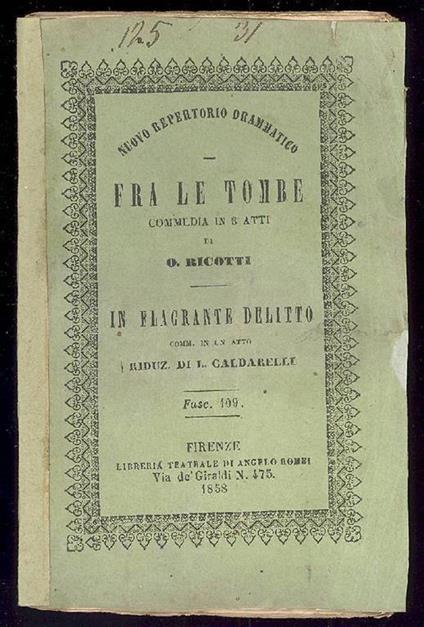 125 31
NUOVO REPERTORIO DRAMMATICO
FRA LE TOMBE
COMMEDIA IN 3 ATTI
DI
O. RICOTTI
IN FLAGRANTE DELITTO
COMM. IN UN ATTO
RIDUZ. DI L. CALDARELLI
Fasc. 109.
FIRENZE
LIBRERIA TEATRALE DI ANGELO ROMEI
Via de' Giraldi N. 475.
1858